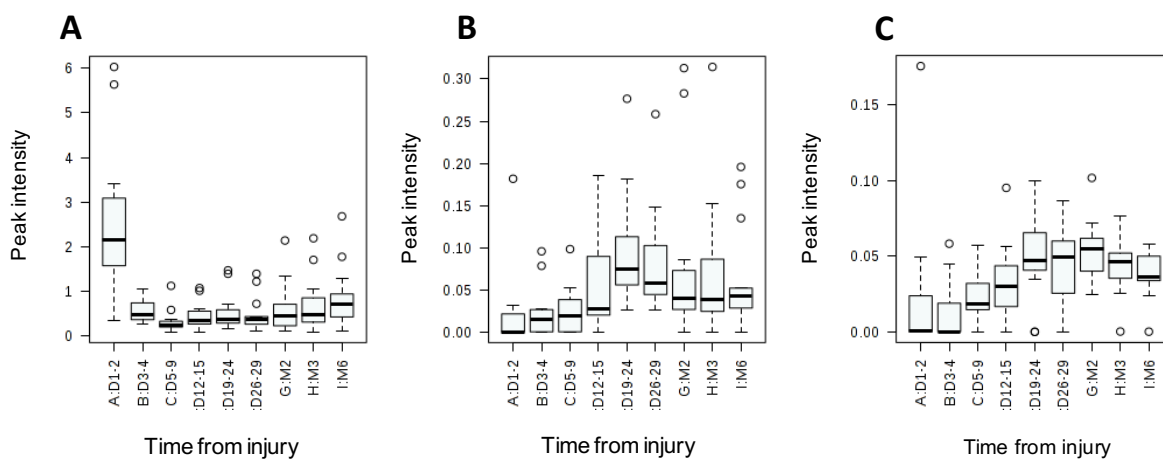 A
B
C
Peak intensity
6
5
4
3
2
1
0
A:D1-2
B:D3-4
C:D5-9
:D12-15
:D19-24
:D26-29
G:M2
H:M3
I:M6
Time from injury
Peak intensity
0.30
0.25
0.20
0.15
0.10
0.05
0.00
A:D1-2
B:D3-4
C:D5-9
:D12-15
:D19-24
:D26-29
G:M2
H:M3
I:M6
Time from injury
Peak intensity
0.15
0.10
0.05
0.00
A:D1-2
B:D3-4
C:D5-9
:D12-15
:D19-24
:D26-29
G:M2
H:M3
I:M6
Time from injury